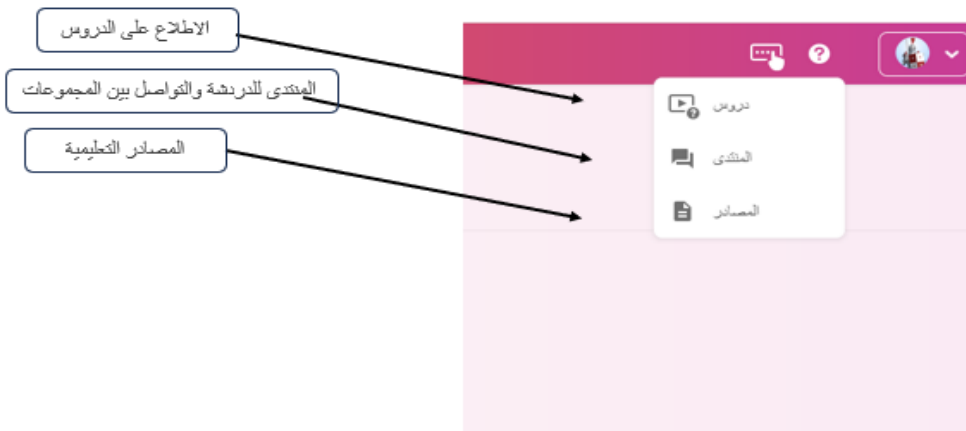 الاطلاع على الدروس
المنتدى للدردشة والتواصل بين المجموعات
المصادر التعليمية
دروس
المنتدى
المصادر